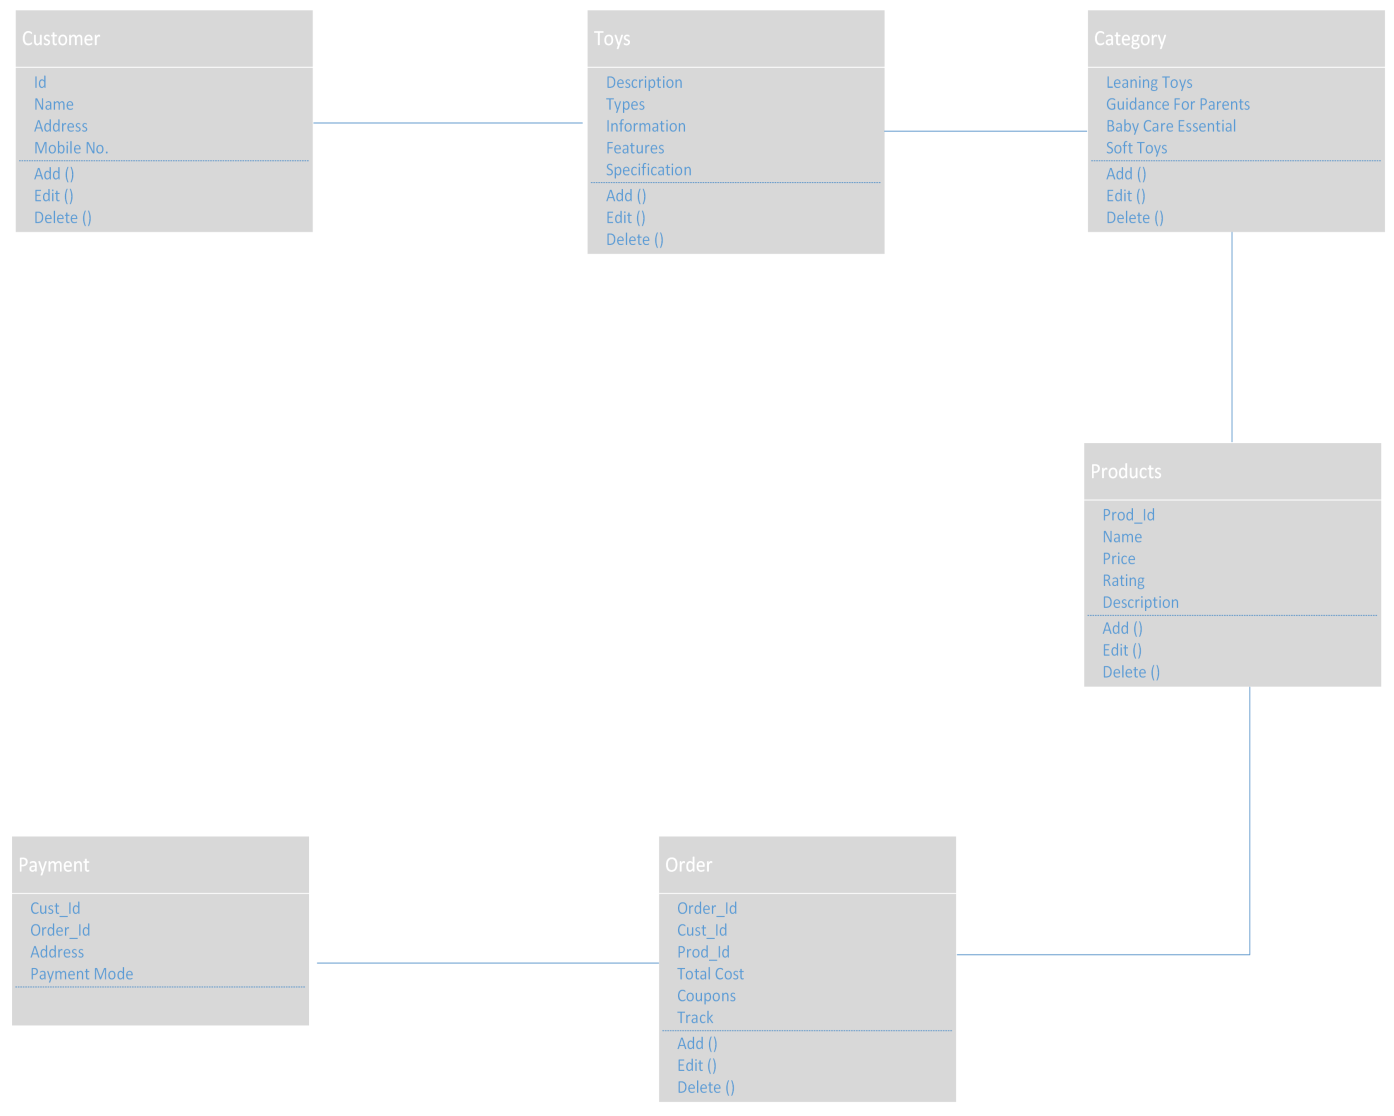 Customer
Id
Name
Address
Mobile No.
Add ()
Edit ()
Delete ()
Toys
Description
Types
Information
Features
Specification
Add ()
Edit ()
Delete ()
Category
Leaning Toys
Guidance For Parents
Baby Care Essential
Soft Toys
Add ()
Edit ()
Delete ()
Products
Prod_Id
Name
Price
Rating
Description
Add ()
Edit ()
Delete ()
Payment
Cust_Id
Order_Id
Address
Payment Mode
Order
Order_Id
Cust_Id
Prod_Id
Total Cost
Coupons
Track
Add ()
Edit ()
Delete ()